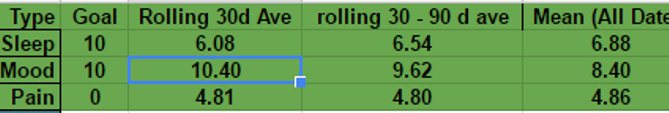 Type Goal Rolling 30d Ave rolling 30 - 90 d ave Mean (All Date
Sleep 10 6.08 6.54 6.88
Mood 10 10.40 9.62 8.40
Pain 0 4.81 4.80 4.86